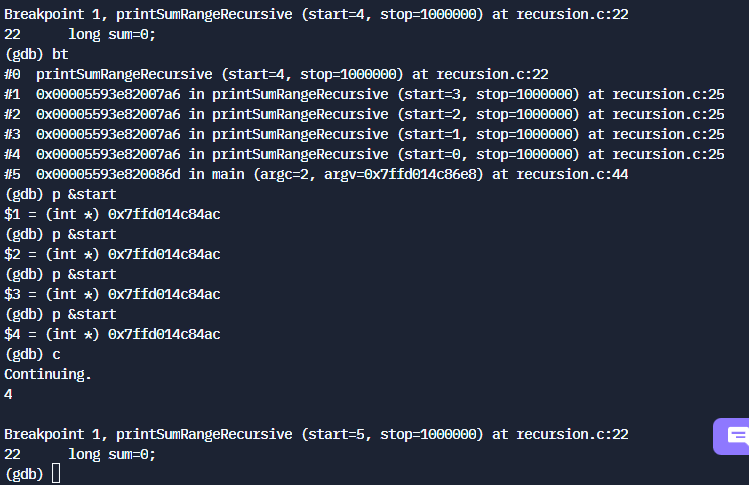 Breakpoint 1, printSumRangeRecursive (start=4, stop=1000000) at recursion.c:22
22      long sum=0;
(gdb) bt
#0  printSumRangeRecursive (start=4, stop=1000000) at recursion.c:22
#1  0x00005593e82007a6 in printSumRangeRecursive (start=3, stop=1000000) at recursion.c:25
#2  0x00005593e82007a6 in printSumRangeRecursive (start=2, stop=1000000) at recursion.c:25
#3  0x00005593e82007a6 in printSumRangeRecursive (start=1, stop=1000000) at recursion.c:25
#4  0x00005593e82007a6 in printSumRangeRecursive (start=0, stop=1000000) at recursion.c:25
#5  0x00005593e820086d in main (argc=2, argv=0x7ffd014c86e8) at recursion.c:44
(gdb) p &start
$1 = (int *) 0x7ffd014c84ac
(gdb) p &start
$2 = (int *) 0x7ffd014c84ac
(gdb) p &start
$3 = (int *) 0x7ffd014c84ac
(gdb) p &start
$4 = (int *) 0x7ffd014c84ac
(gdb) c
Continuing.
4
Breakpoint 1, printSumRangeRecursive (start=5, stop=1000000) at recursion.c:22
22      long sum=0;
(gdb)